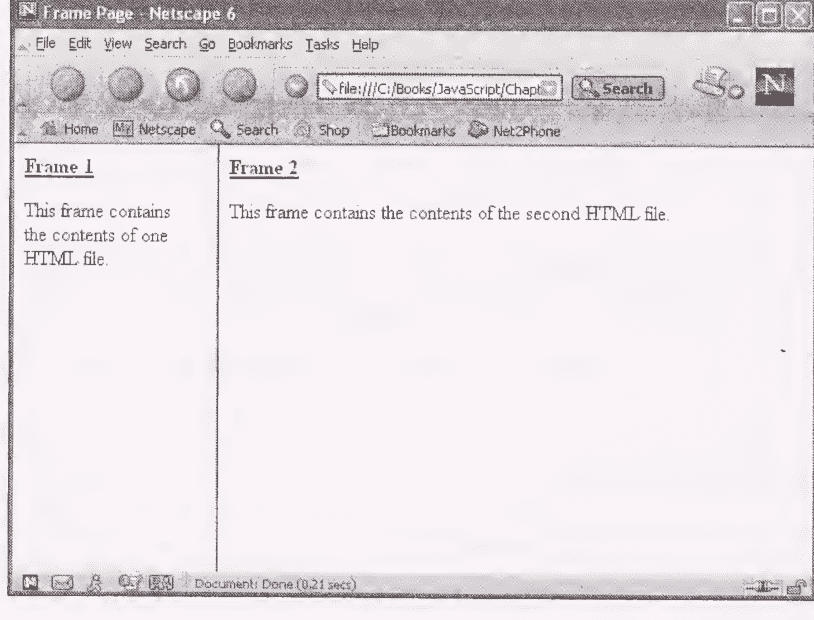 N Frame Page - Netscape 6
File Edit View Search Go Bookmarks Tasks Help
file:///C:/Books/JavaScript/Chapt Search N
Home My Netscape Search Shop Bookmarks Net2Phone
Frame 1
This frame contains
the contents of one
HTML file.
Frame 2
This frame contains the contents of the second HTML file.
N Document: Done (0.21 secs)